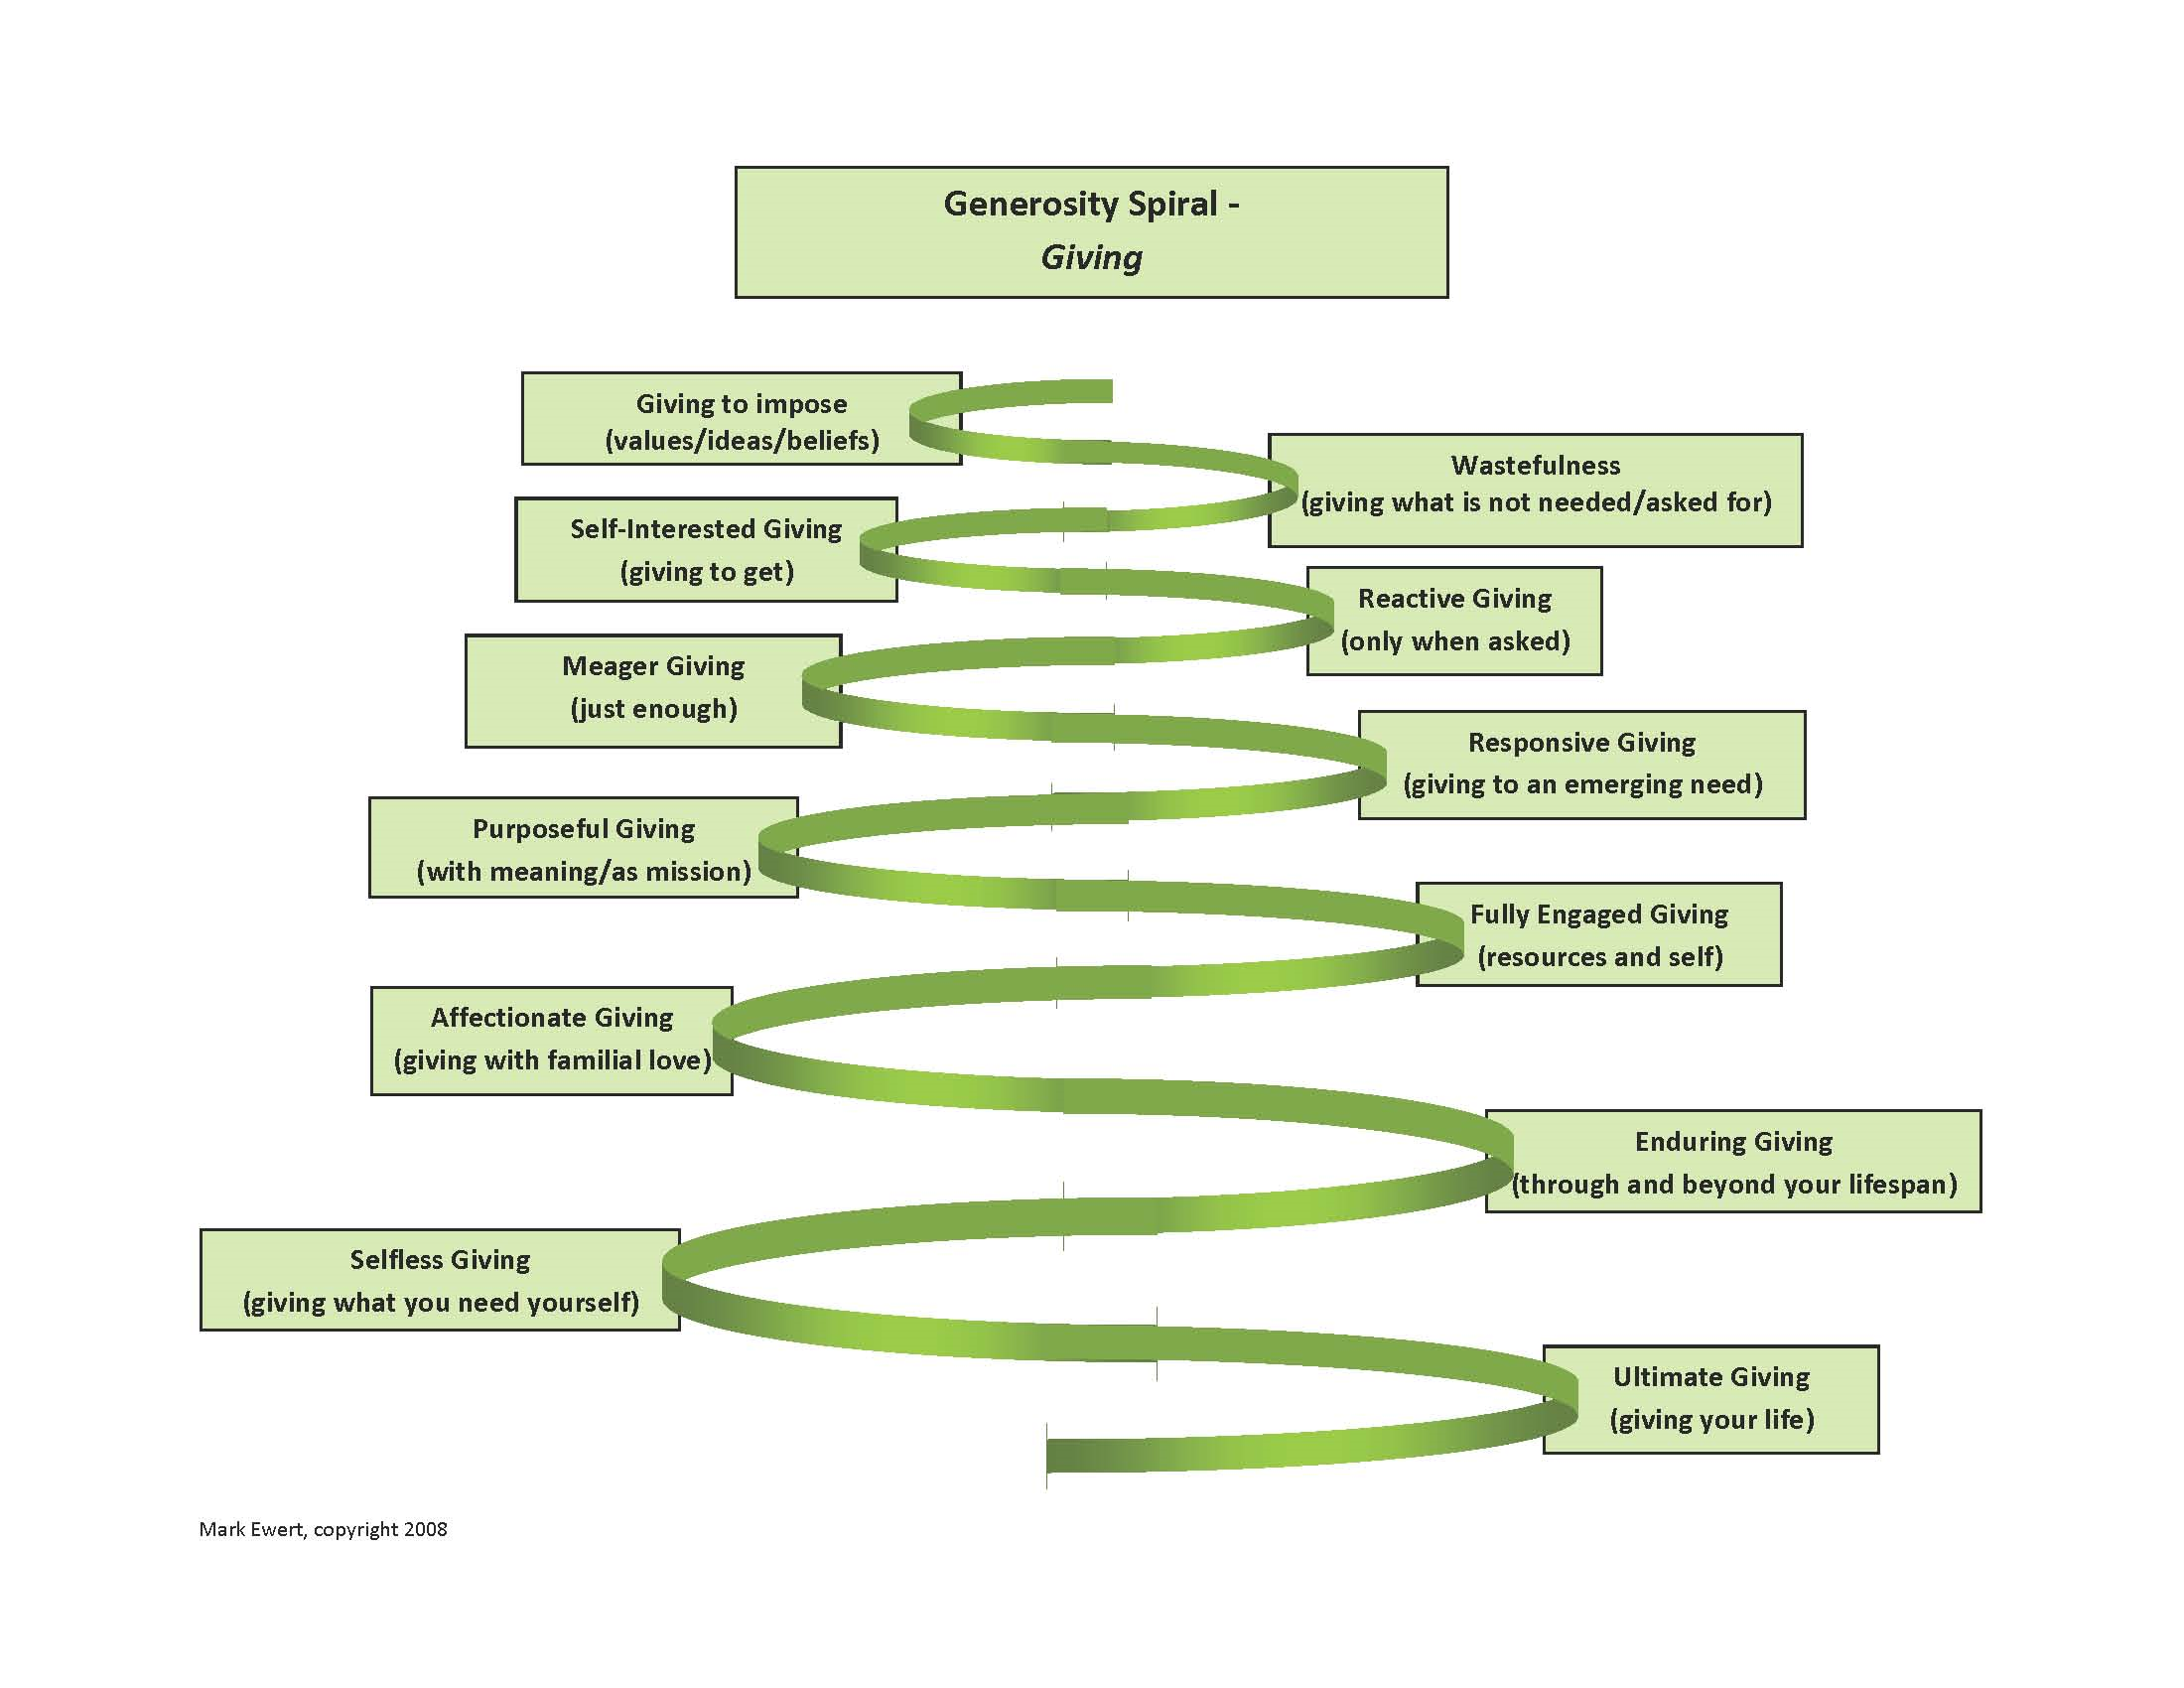 Generosity Spiral -
Giving
Giving to impose
(values/ideas/beliefs)
Wastefulness
(giving what is not needed/asked for)
Self-Interested Giving
(giving to get)
Reactive Giving
(only when asked)
Meager Giving
(just enough)
Responsive Giving
(giving to an emerging need)
Purposeful Giving
(with meaning/as mission)
Fully Engaged Giving
(resources and self)
Affectionate Giving
(giving with familial love)
Enduring Giving
(through and beyond your lifespan)
Selfless Giving
(giving what you need yourself)
Ultimate Giving
(giving your life)
Mark Ewert, copyright 2008